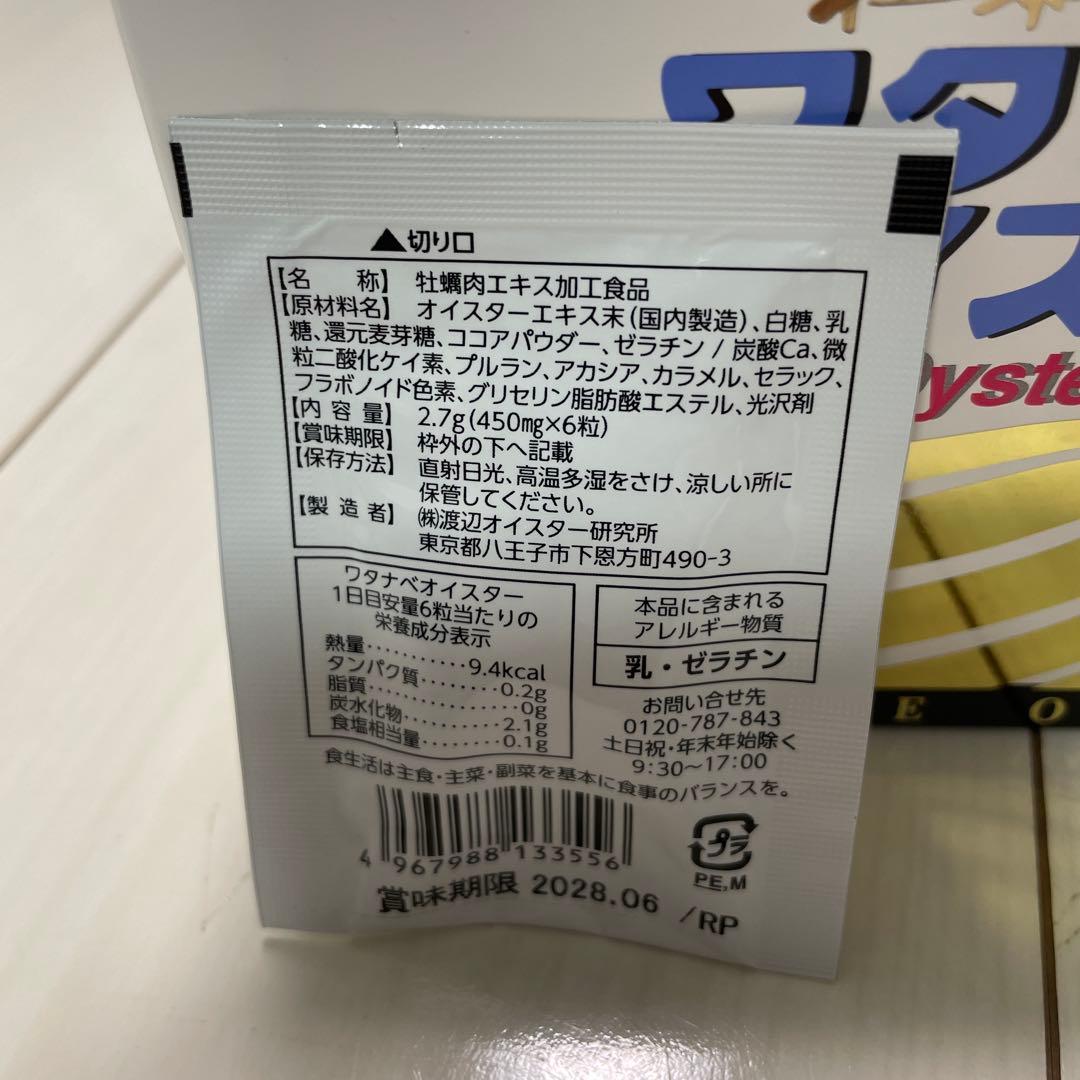 ワタ
ス
Oyste
E O
▲切り口
【名 称】 牡蠣肉エキス加工食品
【原材料名】 オイスターエキス末(国内製造)、白糖、乳
糖、還元麦芽糖、ココアパウダー、ゼラチン / 炭酸Ca、微
粒二酸化ケイ素、プルラン、アカシア、カラメル、セラック、
フラボノイド色素、グリセリン脂肪酸エステル、光沢剤
【内 容 量】 2.7g(450㎎×6粒)
【賞味期限】 枠外の下へ記載
【保存方法】 直射日光、高温多湿をさけ、涼しい所に
保管してください。
【製 造 者】 ㈱渡辺オイスター研究所
東京都八王子市下恩方町490-3
ワタナベオイスター
1日目安量6粒当たりの
栄養成分表示
熱量‥‥‥‥‥9.4kcal
タンパク質‥‥‥‥0.2g
脂質‥‥‥‥‥‥‥0g
炭水化物‥‥‥‥‥2.1g
食塩相当量‥‥‥‥0.1g
本品に含まれる
アレルギー物質
乳・ゼラチン
お問い合せ先
0120-787-843
土日祝・年末年始除く
9:30～17:00
食生活は主食・主菜・副菜を基本に食事のバランスを。
4 967988 133556
プラ
PE,M
賞味期限 2028.06 /RP